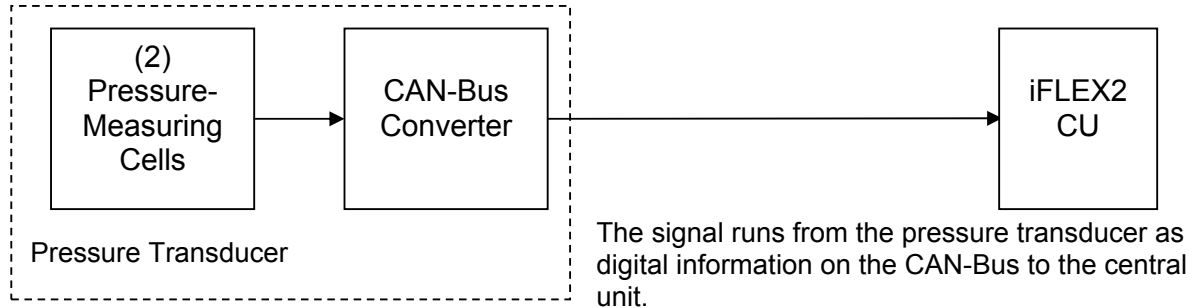 (2)
Pressure-
Measuring
Cells
CAN-Bus
Converter
iFLEX2
CU
Pressure Transducer
The signal runs from the pressure transducer as
digital information on the CAN-Bus to the central
unit.